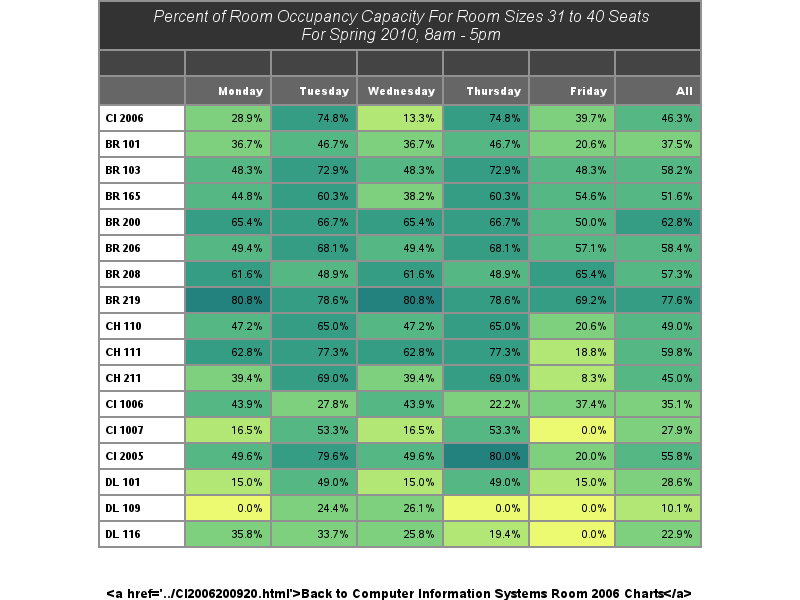 Percent of Room Occupancy Capacity For Room Sizes 31 to 40 Seats
For Spring 2010, 8am - 5pm
Monday Tuesday Wednesday Thursday Friday All
CI 2006 28.9% 74.8% 13.3% 74.8% 39.7% 46.3%
BR 101 36.7% 46.7% 36.7% 46.7% 20.6% 37.5%
BR 103 48.3% 72.9% 48.3% 72.9% 48.3% 58.2%
BR 165 44.8% 60.3% 38.2% 60.3% 54.6% 51.6%
BR 200 65.4% 66.7% 65.4% 66.7% 50.0% 62.8%
BR 206 49.4% 68.1% 49.4% 68.1% 57.1% 58.4%
BR 208 61.6% 48.9% 61.6% 48.9% 65.4% 57.3%
BR 219 80.8% 78.6% 80.8% 78.6% 69.2% 77.6%
CH 110 47.2% 65.0% 47.2% 65.0% 20.6% 49.0%
CH 111 62.8% 77.3% 62.8% 77.3% 18.8% 59.8%
CH 211 39.4% 69.0% 39.4% 69.0% 8.3% 45.0%
CI 1006 43.9% 27.8% 43.9% 22.2% 37.4% 35.1%
CI 1007 16.5% 53.3% 16.5% 53.3% 0.0% 27.9%
CI 2005 49.6% 79.6% 49.6% 80.0% 20.0% 55.8%
DL 101 15.0% 49.0% 15.0% 49.0% 15.0% 28.6%
DL 109 0.0% 24.4% 26.1% 0.0% 0.0% 10.1%
DL 116 35.8% 33.7% 25.8% 19.4% 0.0% 22.9%
<a href='../CI2006200920.html'>Back to Computer Information Systems Room 2006 Charts</a>